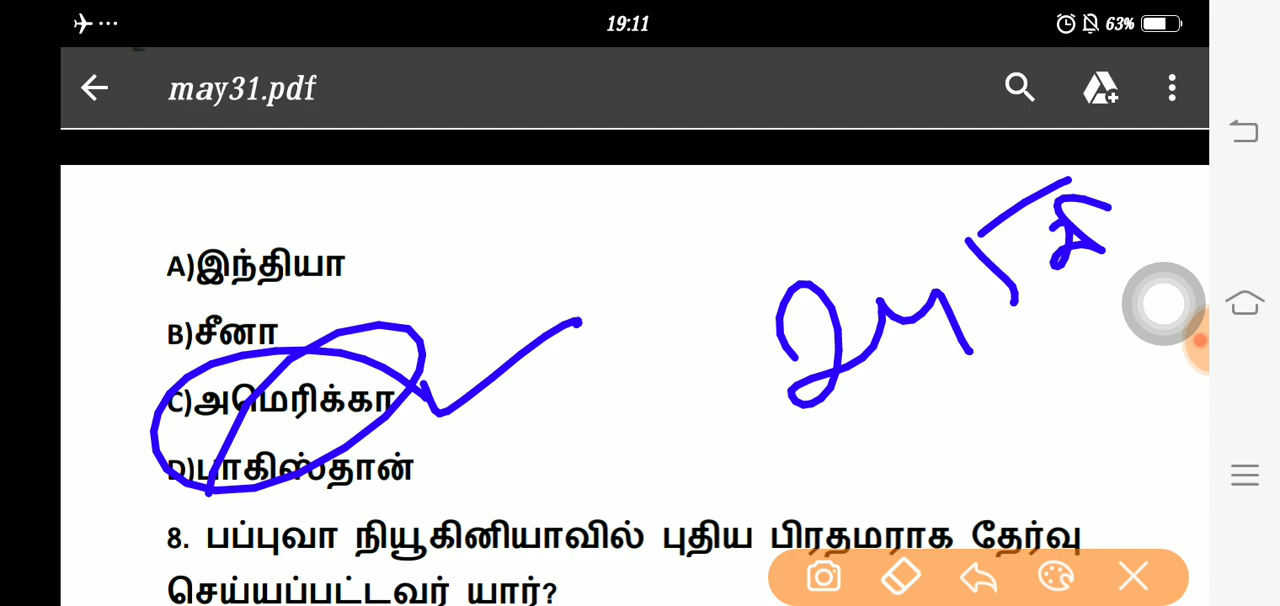 19:11
63%
may31.pdf
A)இந்தியா
B)சீனா
C)அமெரிக்கா
D)பாகிஸ்தான்
8. பப்புவா நியூகினியாவில் புதிய பிரதமராக தேர்வு
செய்யப்பட்டவர் யார்?